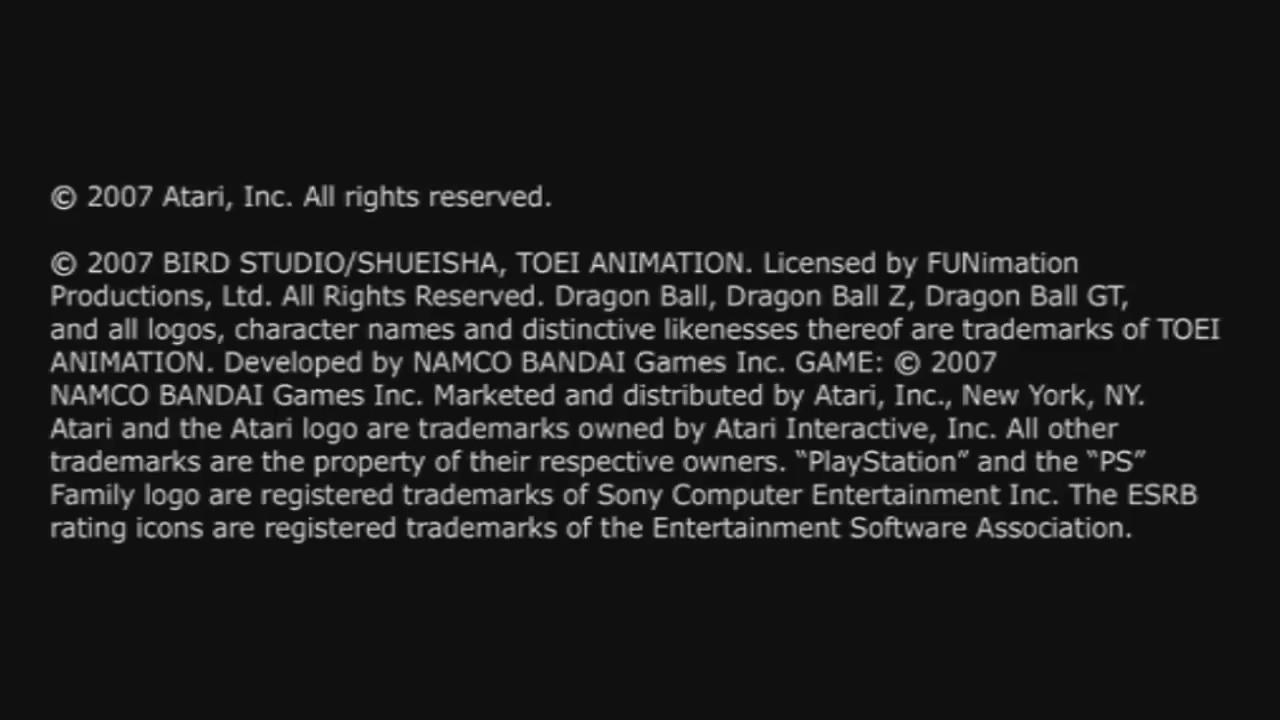 © 2007 Atari, Inc. All rights reserved.
© 2007 BIRD STUDIO/SHUEISHA, TOEI ANIMATION. Licensed by FUNimation
Productions, Ltd. All Rights Reserved. Dragon Ball, Dragon Ball Z, Dragon Ball GT,
and all logos, character names and distinctive likenesses thereof are trademarks of TOEI
ANIMATION. Developed by NAMCO BANDAI Games Inc. GAME: © 2007
NAMCO BANDAI Games Inc. Marketed and distributed by Atari, Inc., New York, NY.
Atari and the Atari logo are trademarks owned by Atari Interactive, Inc. All other
trademarks are the property of their respective owners. “PlayStation” and the “PS”
Family logo are registered trademarks of Sony Computer Entertainment Inc. The ESRB
rating icons are registered trademarks of the Entertainment Software Association.